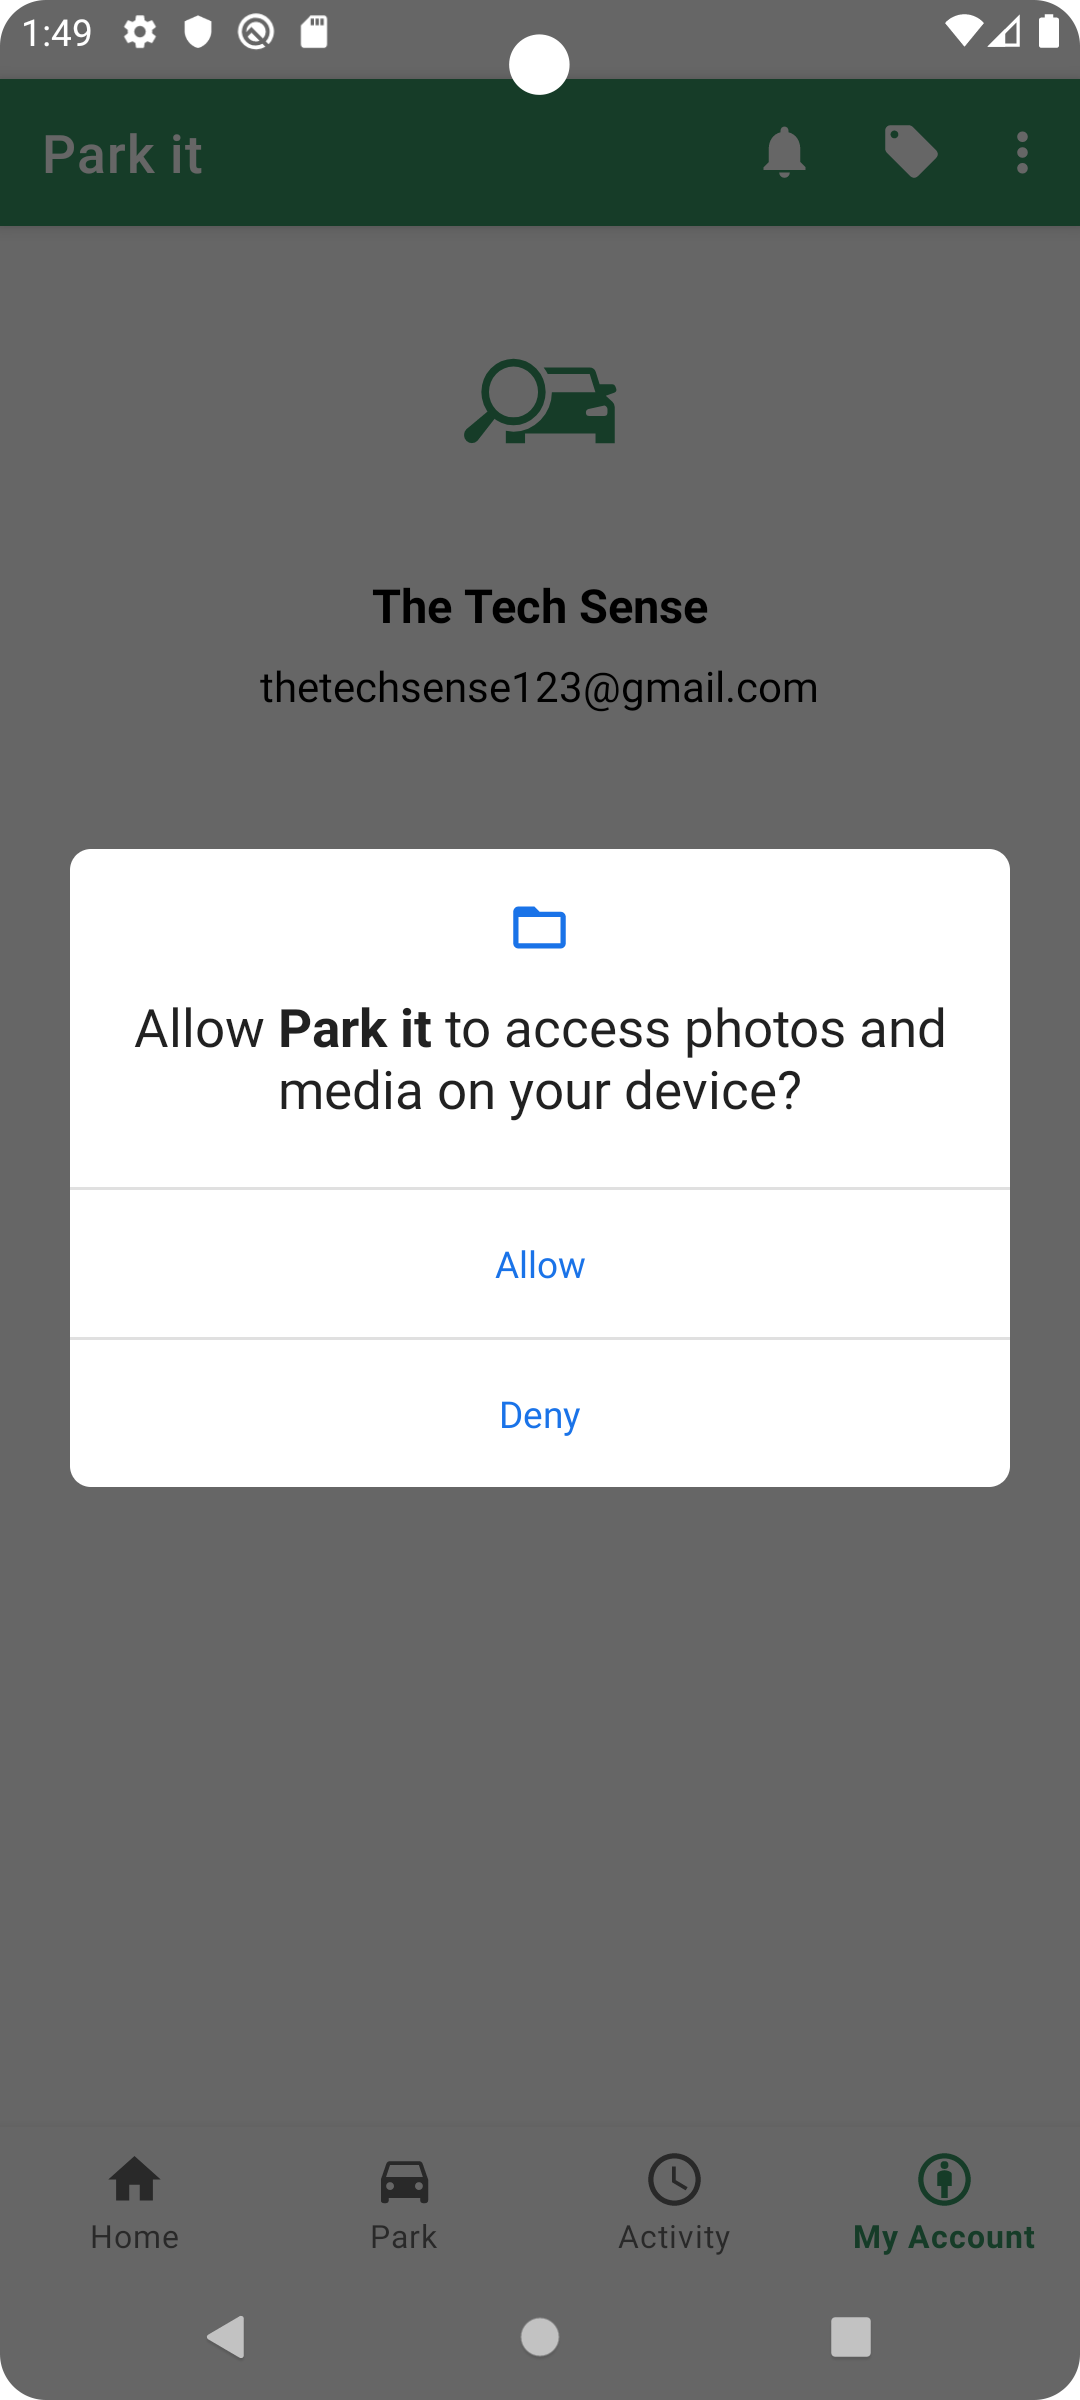 1:49
Park it
The Tech Sense
thetechsense123@gmail.com
Allow Park it to access photos and
media on your device?
Allow
Deny
Home
Park
Activity
My Account